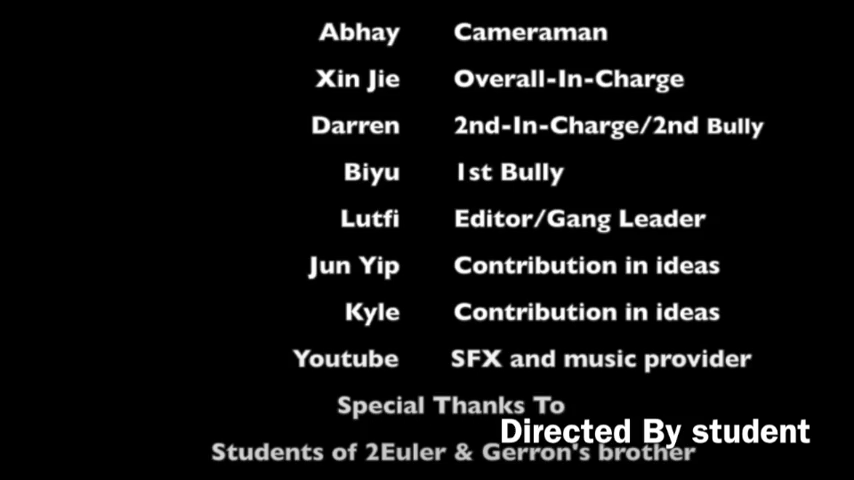 Abhay Cameraman
Xin Jie Overall-In-Charge
Darren 2nd-In-Charge/2nd Bully
Biyu 1st Bully
Lutfi Editor/Gang Leader
Jun Yip Contribution in ideas
Kyle Contribution in ideas
Youtube SFX and music provider
Special Thanks To
Directed By student
Students of 2Euler & Gerron's brother